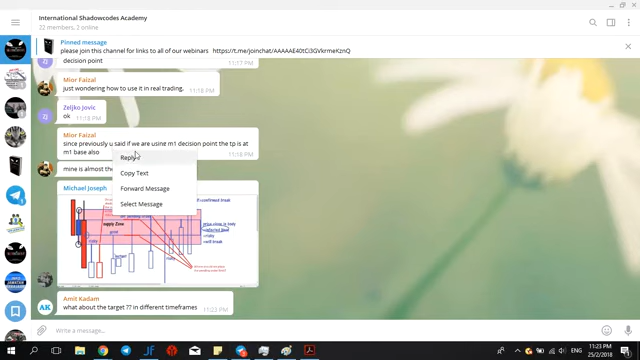 International Shadowcodes Academy
22 members, 2 online
Pinned message
please join this channel for links to all of our webinars https://t.me/joinchat/AAAAAE40tCi3GVkrmeKznQ
decision point
11:17 PM
Mior Faizal
just wondering how to use it in real trading.
11:18 PM
Zeljko Jovic
ZJ
ok
11:18 PM
Mior Faizal
since previously u said if we are using m1 decision point the tp is at
m1 base also
11:18 PM
mine is almost the
Reply
Copy Text
Forward Message
Select Message
Michael Joseph
supply Zone
Amit Kadam
AK
what about the target ?? in different timeframes
11:23 PM
Write a message...
11:23 PM
25/2/2018